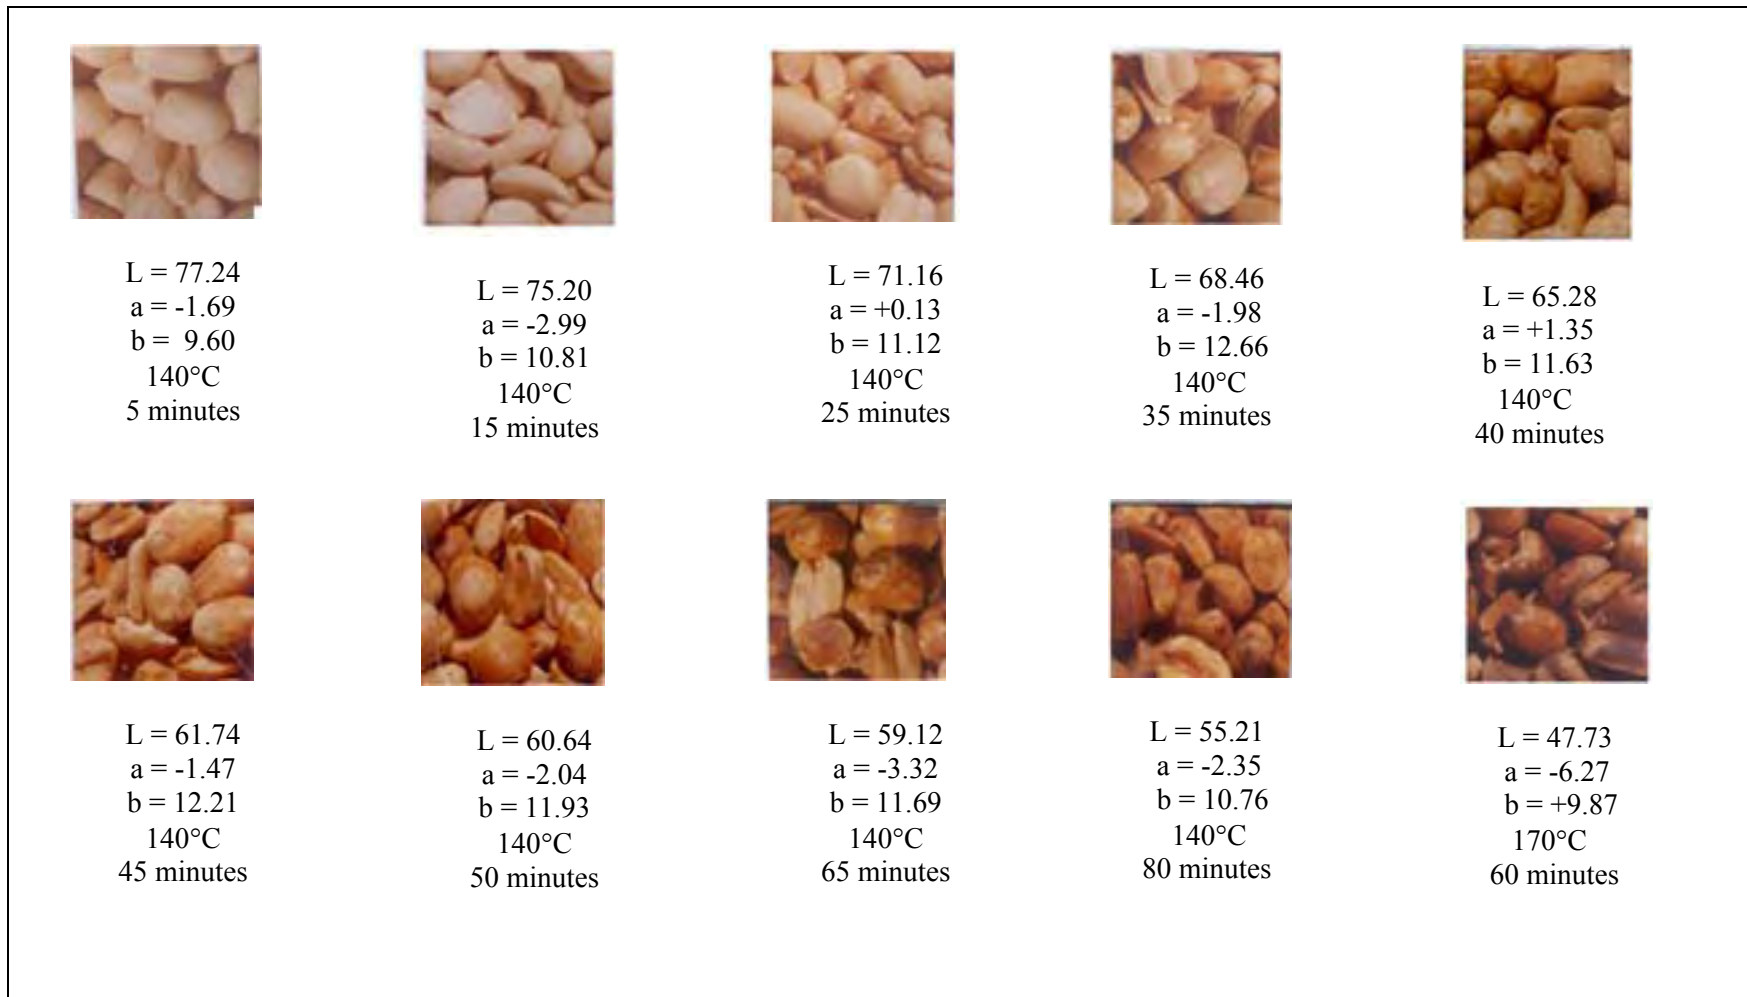 L = 77.24
a = -1.69
b = 9.60
140°C
5 minutes
L = 75.20
a = -2.99
b = 10.81
140°C
15 minutes
L = 71.16
a = +0.13
b = 11.12
140°C
25 minutes
L = 68.46
a = -1.98
b = 12.66
140°C
35 minutes
L = 65.28
a = +1.35
b = 11.63
140°C
40 minutes
L = 61.74
a = -1.47
b = 12.21
140°C
45 minutes
L = 60.64
a = -2.04
b = 11.93
140°C
50 minutes
L = 59.12
a = -3.32
b = 11.69
140°C
65 minutes
L = 55.21
a = -2.35
b = 10.76
140°C
80 minutes
L = 47.73
a = -6.27
b = +9.87
170°C
60 minutes